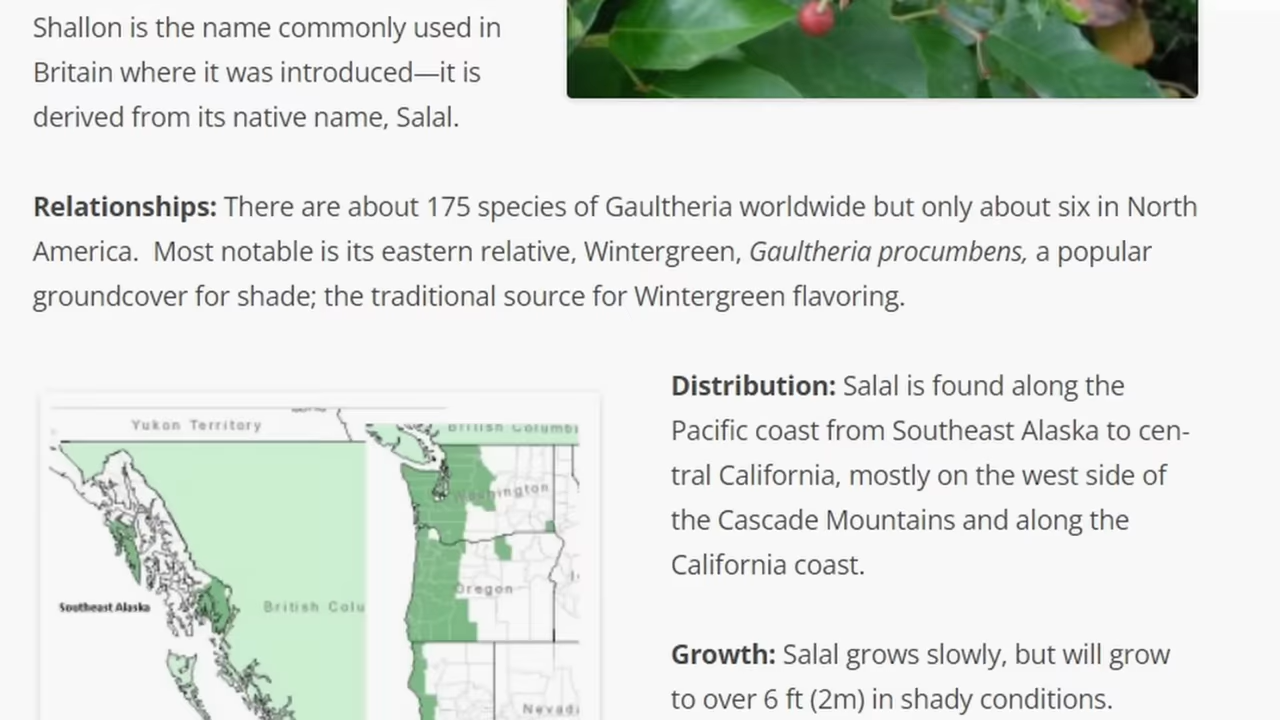 Shallon is the name commonly used in
Britain where it was introduced—it is
derived from its native name, Salal.
Relationships: There are about 175 species of Gaultheria worldwide but only about six in North
America.  Most notable is its eastern relative, Wintergreen, Gaultheria procumbens, a popular
groundcover for shade; the traditional source for Wintergreen flavoring.
Distribution: Salal is found along the
Pacific coast from Southeast Alaska to cen-
tral California, mostly on the west side of
the Cascade Mountains and along the
California coast.
Growth: Salal grows slowly, but will grow
to over 6 ft (2m) in shady conditions.
Yukon Territory
British Columbi
Washington
Oregon
Southeast Alaska
British Colu
Nevad